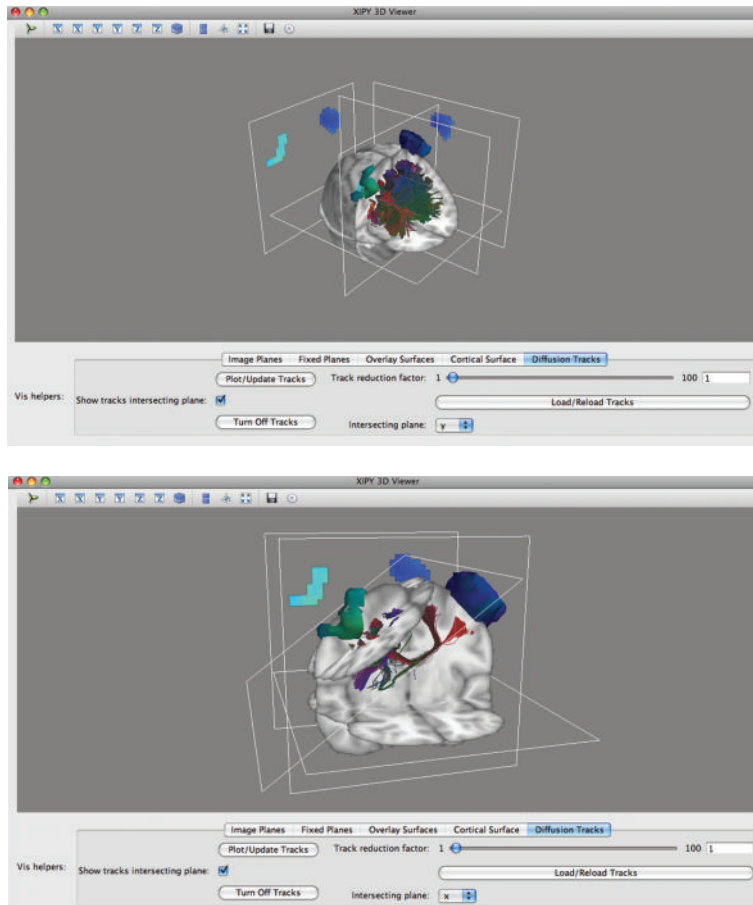 XIPY 3D Viewer
X X Y Y Z Z
Image Planes Fixed Planes Overlay Surfaces Cortical Surface Diffusion Tracks
Plot/Update Tracks Track reduction factor: 1 100 1
Vis helpers: Show tracks intersecting plane: Load/Reload Tracks
Turn Off Tracks Intersecting plane: y
XIPY 3D Viewer
X X Y Y Z Z
Image Planes Fixed Planes Overlay Surfaces Cortical Surface Diffusion Tracks
Plot/Update Tracks Track reduction factor: 1 100 1
Vis helpers: Show tracks intersecting plane: Load/Reload Tracks
Turn Off Tracks Intersecting plane: x